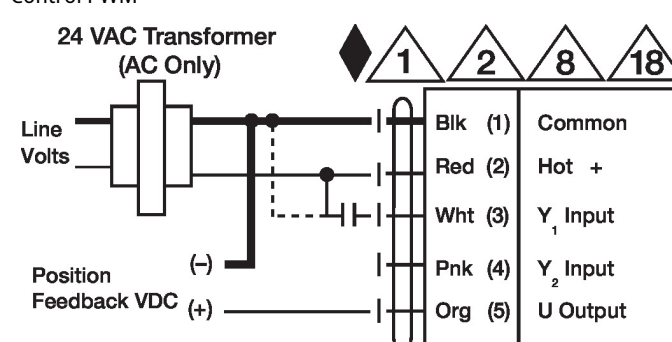 Control PWM
24 VAC Transformer
(AC Only)
1 2 8 18
Line
Volts
Blk (1) Common
Red (2) Hot +
Wht (3) Y1 Input
Pnk (4) Y2 Input
Org (5) U Output
Position
Feedback VDC
(–)
(+)